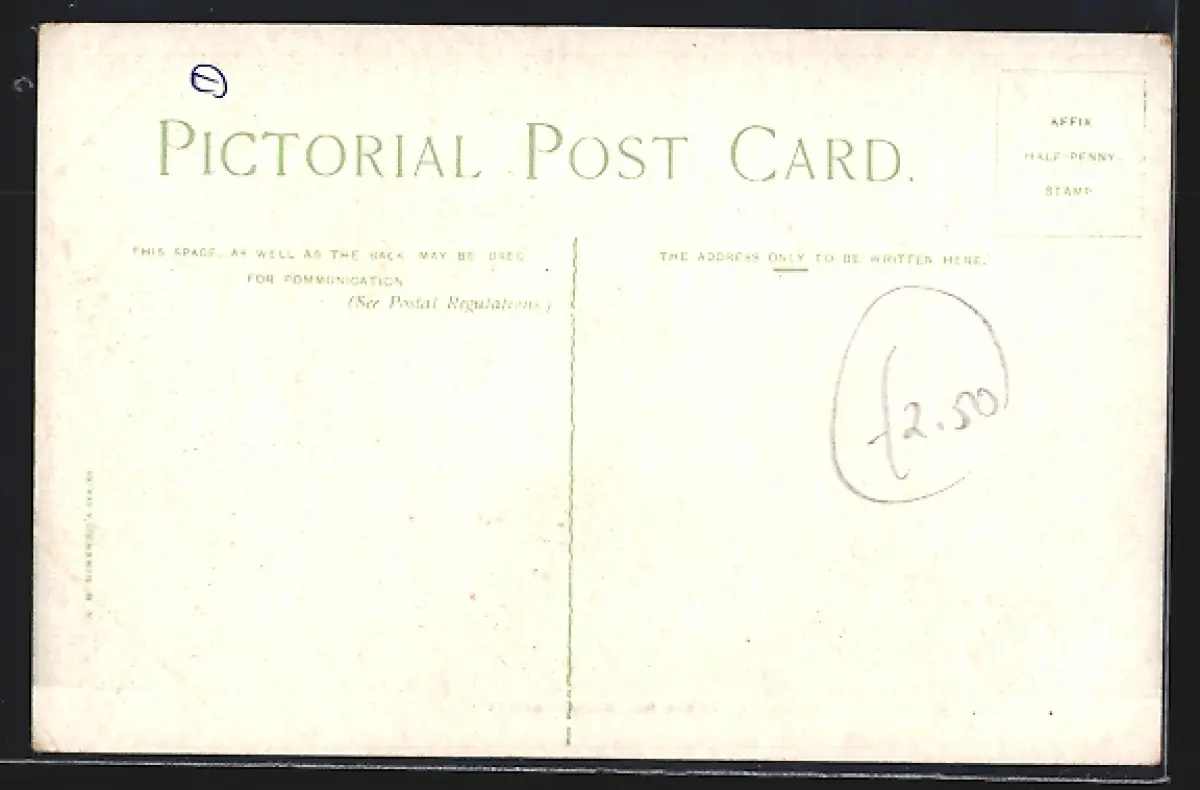 PICTORIAL POST CARD.
AFFIX
HALF-PENNY
STAMP
THIS SPACE, AS WELL AS THE BACK MAY BE USED
FOR COMMUNICATION
(See Postal Regulations.)
THE ADDRESS ONLY TO BE WRITTEN HERE.
£2.50
SERIES